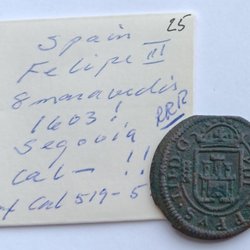 25
Spain
Felipe III
8 maravedis
1603!
Segovia RRR
Cal- !!
Cal 519-5